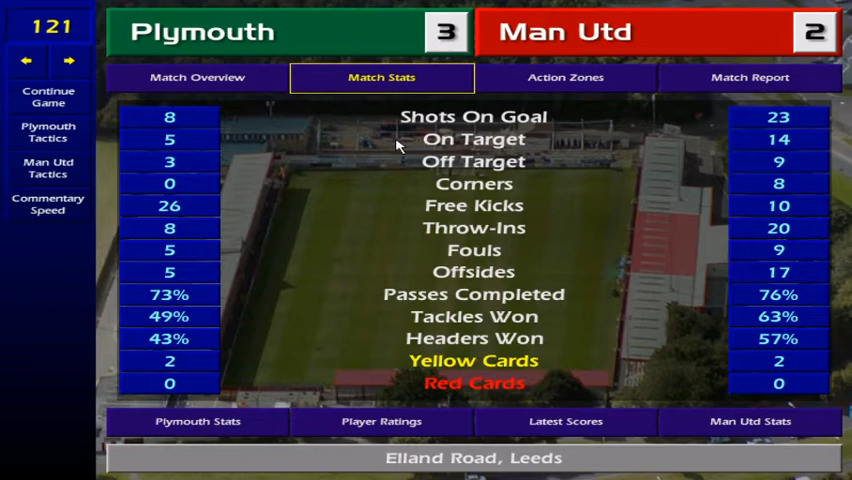 121
Plymouth 3 Man Utd 2
Match Overview Match Stats Action Zones Match Report
Continue
Game
Plymouth
Tactics
Man Utd
Tactics
Commentary
Speed
8 Shots On Goal 23
5 On Target 14
3 Off Target 9
0 Corners 8
26 Free Kicks 10
8 Throw-Ins 20
5 Fouls 9
5 Offsides 17
73% Passes Completed 76%
49% Tackles Won 63%
43% Headers Won 57%
2 Yellow Cards 2
0 Red Cards 0
Plymouth Stats Player Ratings Latest Scores Man Utd Stats
Elland Road, Leeds